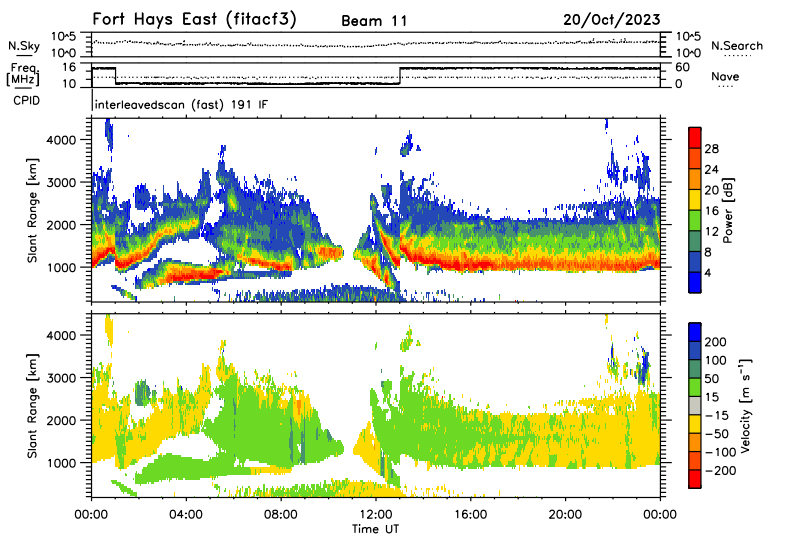 Fort Hays East (fitacf3) Beam 11 20/Oct/2023
N.Sky 10^5 10^0 10^5 10^0 N.Search
Freq. [MHz] 16 10 60 0 Nave
CPID interleavedscan (fast) 191 IF
Slant Range [km]
4000
3000
2000
1000
Power [dB]
28
24
20
16
12
8
4
Slant Range [km]
4000
3000
2000
1000
Velocity [m s⁻¹]
200
100
50
15
−15
−50
−100
−200
00:00 04:00 08:00 12:00 16:00 20:00 00:00
Time UT